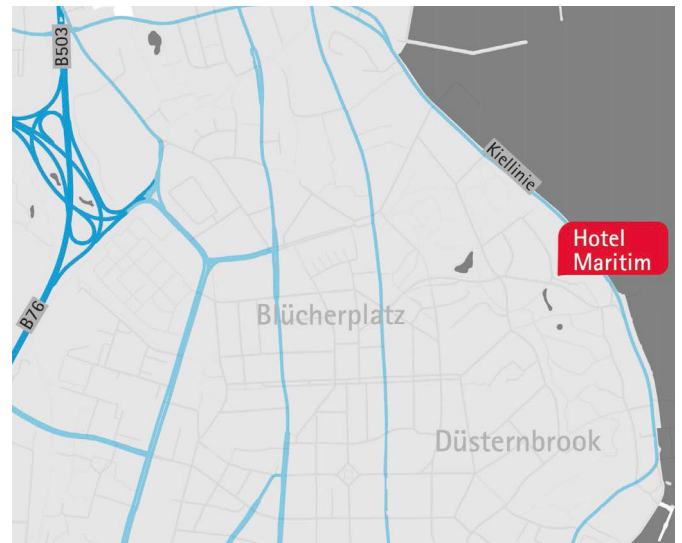 B503
Kiellinie
Hotel
Maritim
B76
Blücherplatz
Düsternbrook